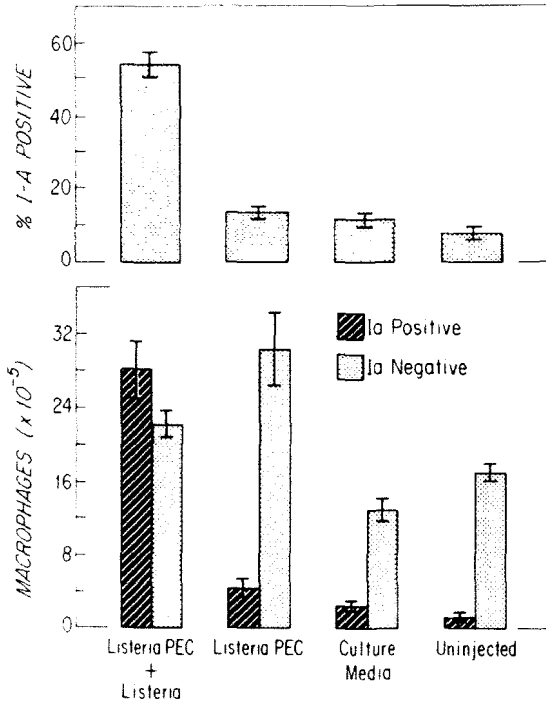 % I-A POSITIVE
60
40
20
0
MACROPHAGES (x 10⁻⁵)
32
24
16
8
0
Ia Positive
Ia Negative
Listeria PEC
+
Listeria
Listeria PEC
Culture
Media
Uninjected